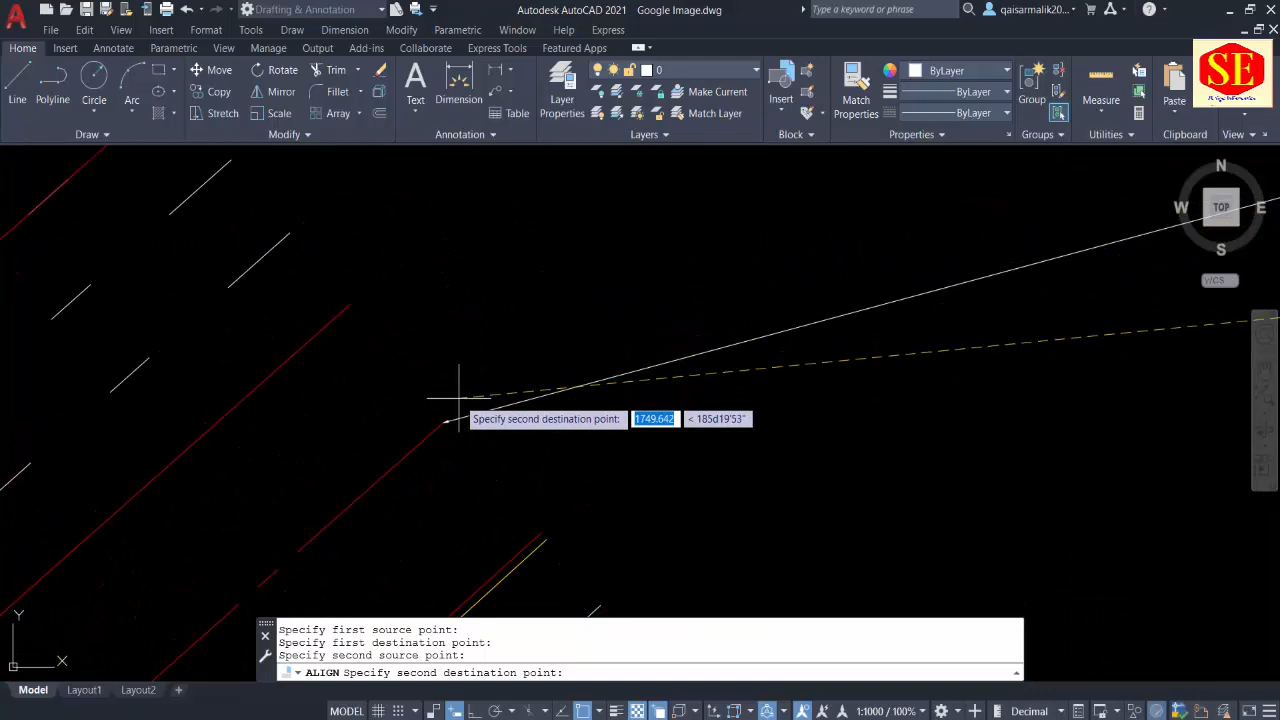 Drafting & Annotation
Autodesk AutoCAD 2021 Google Image.dwg
Type a keyword or phrase
qaisarmalik20...
File Edit View Insert Format Tools Draw Dimension Modify Parametric Window Help Express
Home Insert Annotate Parametric View Manage Output Add-ins Collaborate Express Tools Featured Apps
SE
Move Rotate Trim
0
ByLayer
Copy Mirror Fillet
Make Current
ByLayer
Line Polyline Circle Arc
Text Dimension
Layer Properties
Insert
Match Properties
Group
Measure
Paste
Stretch Scale Array
Table
Match Layer
ByLayer
Draw Modify Annotation Layers Block Properties Groups Utilities Clipboard View
N
W TOP E
S
Specify second destination point: 1749.642 < 185d19'53"
Y
X
Specify first source point:
Specify first destination point:
Specify second source point:
ALIGN Specify second destination point:
Model Layout1 Layout2 +
MODEL 1:1000 / 100% Decimal